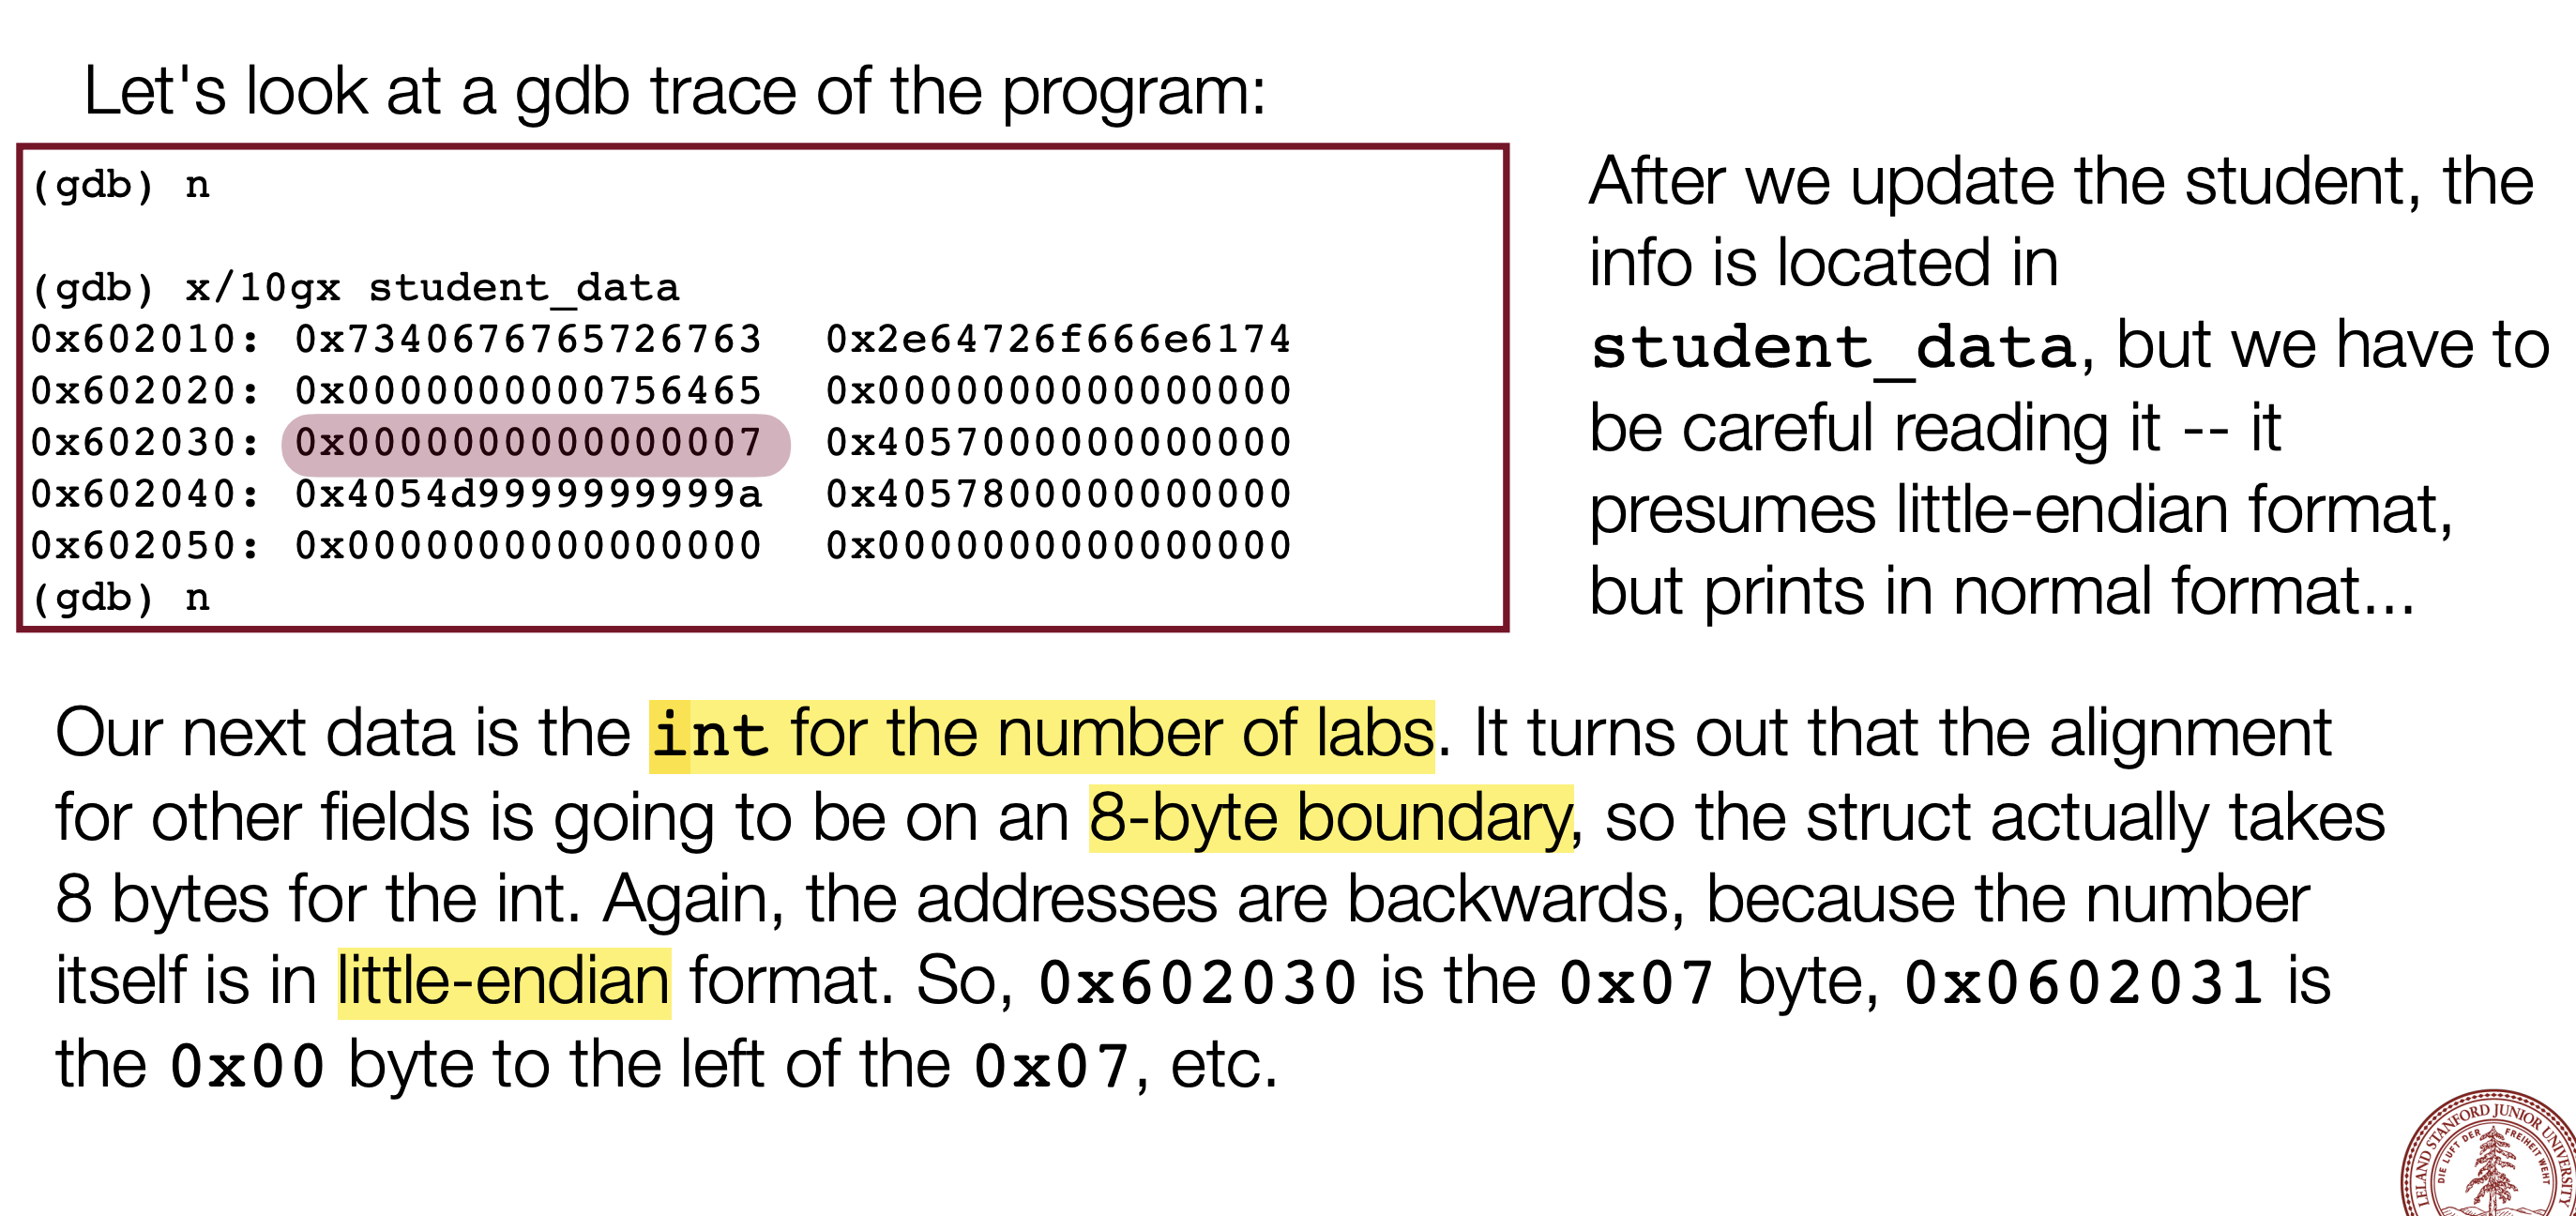 Let's look at a gdb trace of the program:
(gdb) n
(gdb) x/10gx student_data
0x602010: 0x7340676765726763 0x2e64726f666e6174
0x602020: 0x0000000000756465 0x0000000000000000
0x602030: 0x0000000000000007 0x4057000000000000
0x602040: 0x4054d9999999999a 0x4057800000000000
0x602050: 0x0000000000000000 0x0000000000000000
(gdb) n
After we update the student, the
info is located in
student_data, but we have to
be careful reading it -- it
presumes little-endian format,
but prints in normal format...
Our next data is the int for the number of labs. It turns out that the alignment
for other fields is going to be on an 8-byte boundary, so the struct actually takes
8 bytes for the int. Again, the addresses are backwards, because the number
itself is in little-endian format. So, 0x602030 is the 0x07 byte, 0x0602031 is
the 0x00 byte to the left of the 0x07, etc.
LELAND STANFORD JUNIOR UNIVERSITY
DIE LUFT DER FREIHEIT WEHT